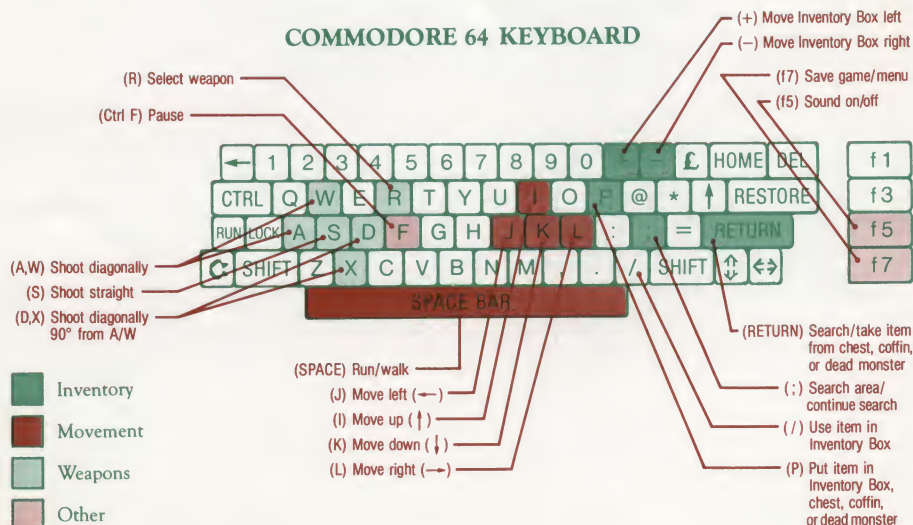 COMMODORE 64 KEYBOARD
(+) Move Inventory Box left
(−) Move Inventory Box right
(f7) Save game/menu
(f5) Sound on/off
(R) Select weapon
(Ctrl F) Pause
← 1 2 3 4 5 6 7 8 9 0 + − £ HOME DEL
CTRL Q W E R T Y U I O P @ * ↑ RESTORE
RUN LOCK A S D F G H J K L : ; = RETURN
C SHIFT Z X C V B N M , . / SHIFT ⇕ ⇔
SPACE BAR
f 1
f 3
f 5
f 7
(A,W) Shoot diagonally
(S) Shoot straight
(D,X) Shoot diagonally
90° from A/W
(SPACE) Run/walk
(J) Move left (←)
(I) Move up (↑)
(K) Move down (↓)
(L) Move right (→)
(RETURN) Search/take item
from chest, coffin,
or dead monster
(;) Search area/
continue search
(/) Use item in
Inventory Box
(P) Put item in
Inventory Box,
chest, coffin,
or dead monster
Inventory
Movement
Weapons
Other